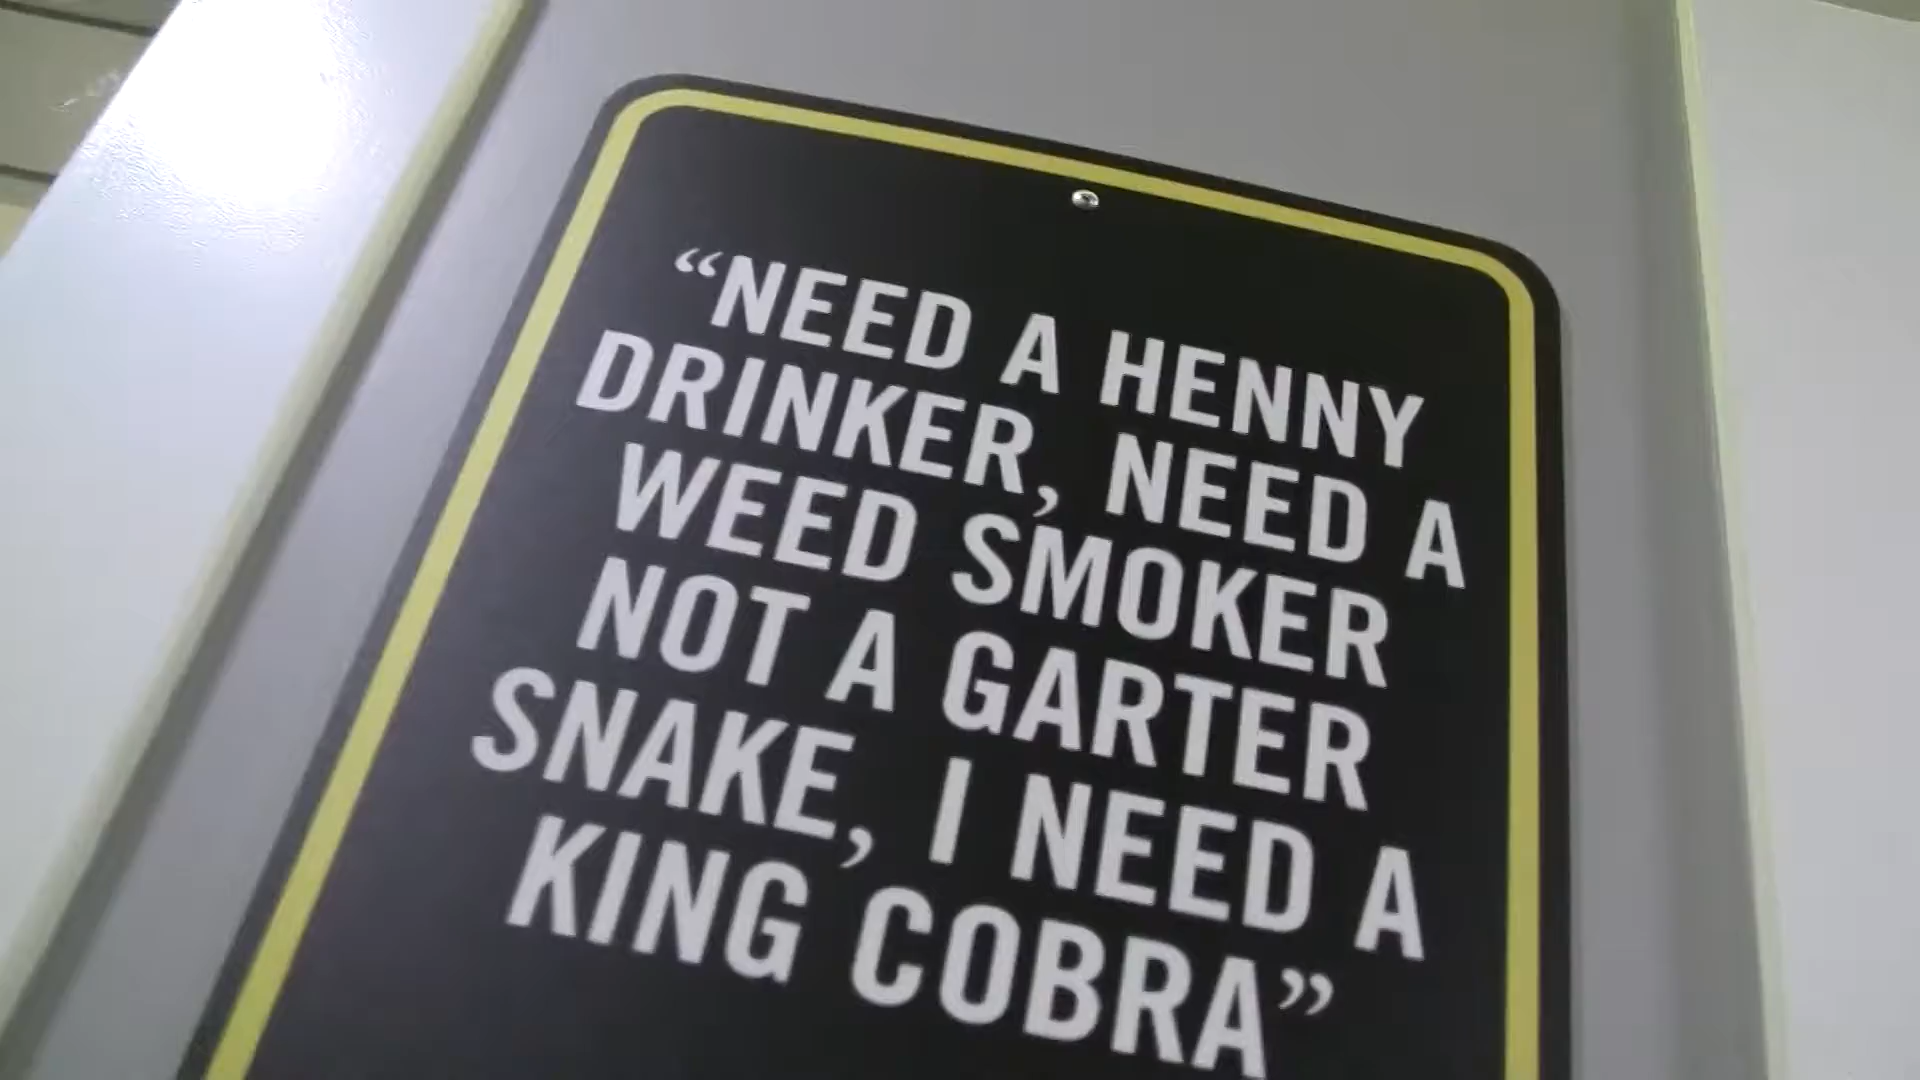 “NEED A HENNY
DRINKER, NEED A
WEED SMOKER
NOT A GARTER
SNAKE, I NEED A
KING COBRA”